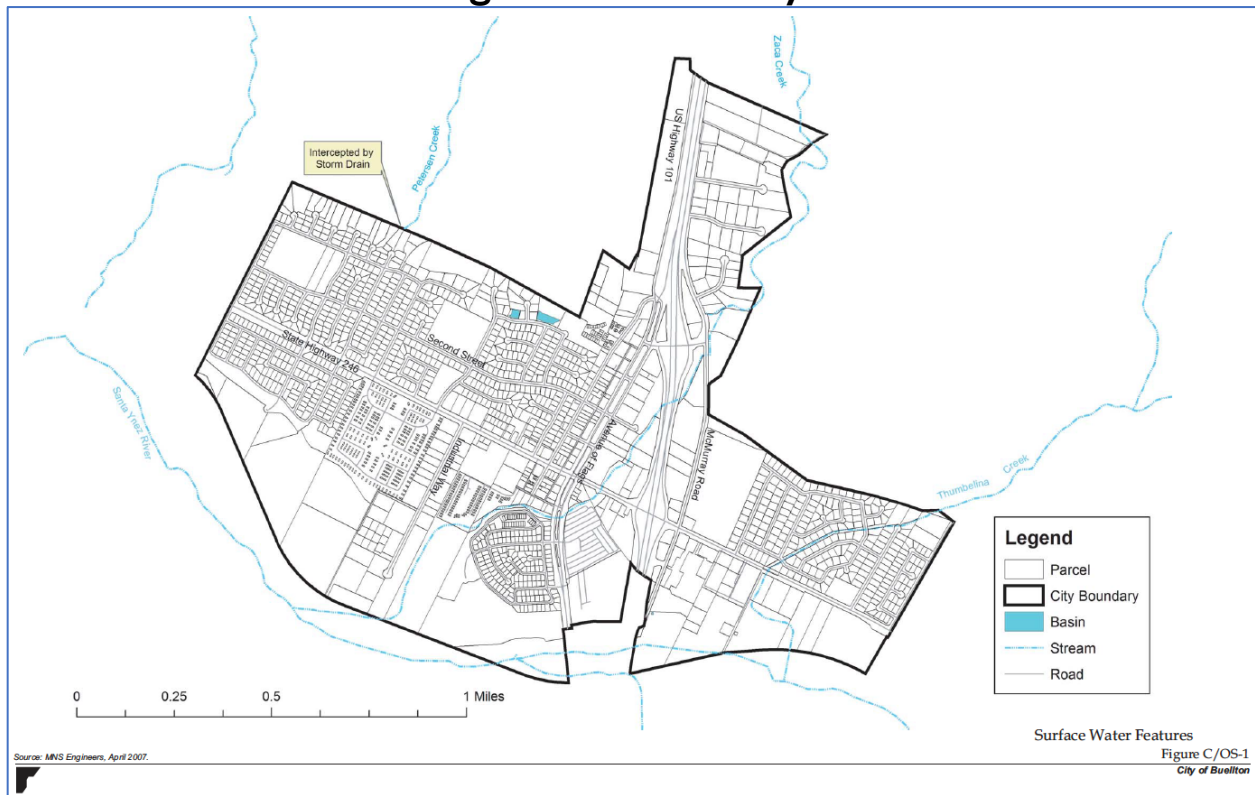 Zaca Creek
US Highway 101
Intercepted by
Storm Drain
Petersen Creek
State Highway 246
Second Street
Santa Ynez River
Industrial Way
Avenue of Flags
McMurray Road
Thumbelina Creek
Legend
Parcel
City Boundary
Basin
Stream
Road
0 0.25 0.5 1 Miles
Surface Water Features
Figure C/OS-1
City of Buellton
Source: MNS Engineers, April 2007.